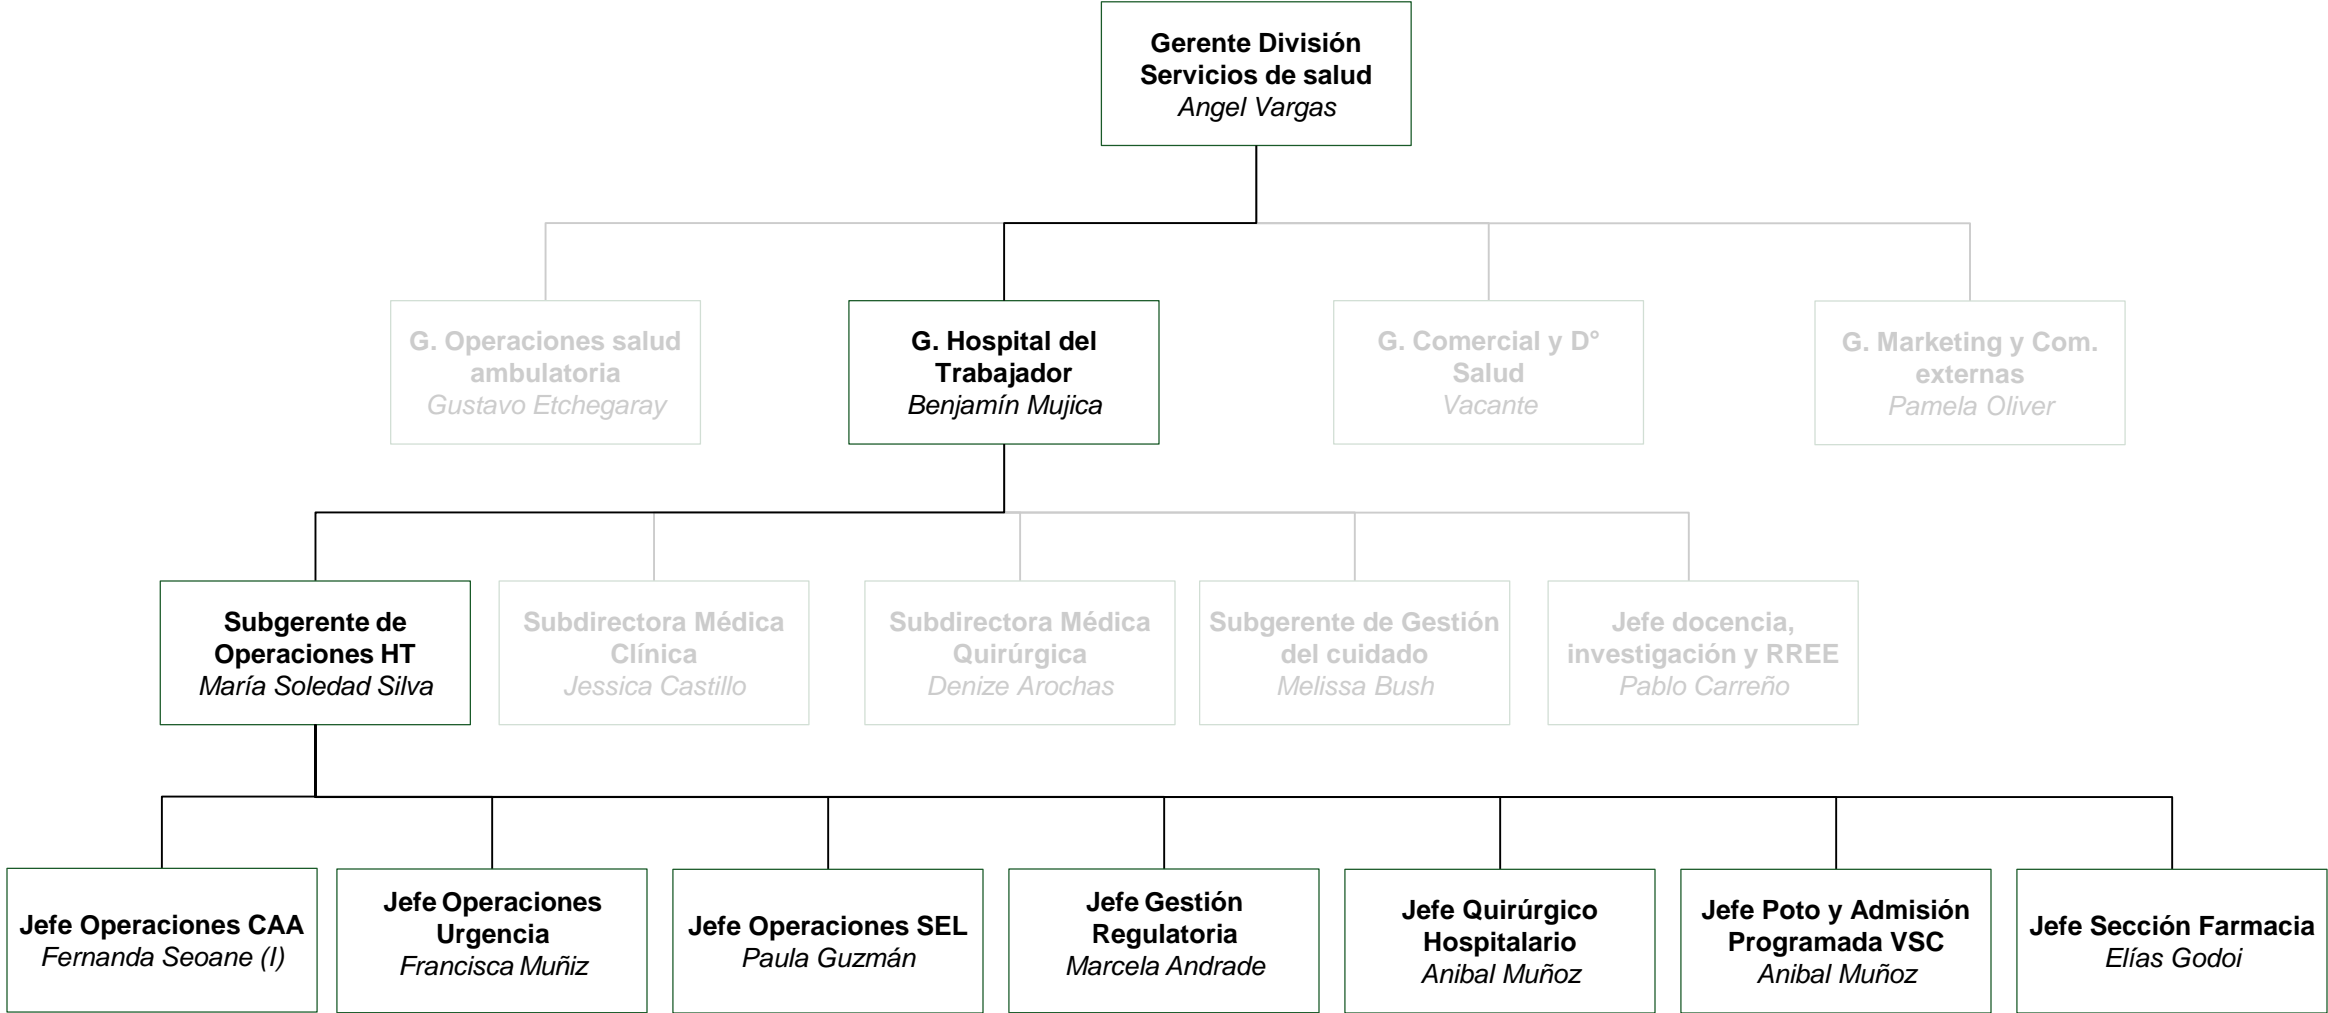 Gerente División
Servicios de salud
Angel Vargas
G. Operaciones salud
ambulatoria
Gustavo Etchegaray
G. Hospital del
Trabajador
Benjamín Mujica
G. Comercial y D°
Salud
Vacante
G. Marketing y Com.
externas
Pamela Oliver
Subgerente de
Operaciones HT
María Soledad Silva
Subdirectora Médica
Clínica
Jessica Castillo
Subdirectora Médica
Quirúrgica
Denize Arochas
Subgerente de Gestión
del cuidado
Melissa Bush
Jefe docencia,
investigación y RREE
Pablo Carreño
Jefe Operaciones CAA
Fernanda Seoane (I)
Jefe Operaciones
Urgencia
Francisca Muñiz
Jefe Operaciones SEL
Paula Guzmán
Jefe Gestión
Regulatoria
Marcela Andrade
Jefe Quirúrgico
Hospitalario
Anibal Muñoz
Jefe Poto y Admisión
Programada VSC
Anibal Muñoz
Jefe Sección Farmacia
Elías Godoi